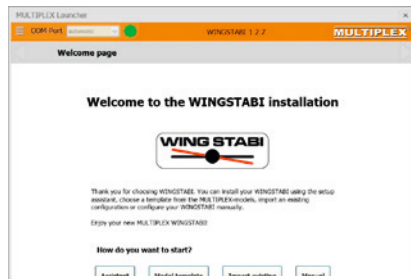 MULTIPLEX Launcher
COM Port automatic WINGSTABI 1.2.7 MULTIPLEX
Welcome page
Welcome to the WINGSTABI installation
WING STABI
Thank you for choosing WINGSTABI. You can install your WINGSTABI using the setup
assistant, choose a template from the MULTIPLEX-models, import an existing
configuration or configure your WINGSTABI manually.
Enjoy your new MULTIPLEX WINGSTABI!
How do you want to start?
Assistant Model template Import existing Manual